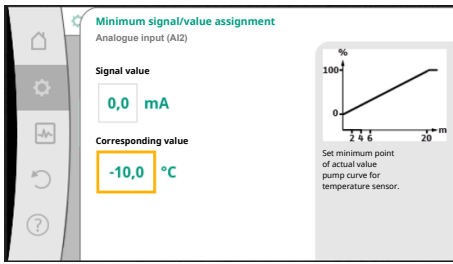 Minimum signal/value assignment
Analogue input (AI2)
Signal value
0,0 mA
Corresponding value
-10,0 °C
%
100
0
2 4 6 20 m
Set minimum point
of actual value
pump curve for
temperature sensor.
?